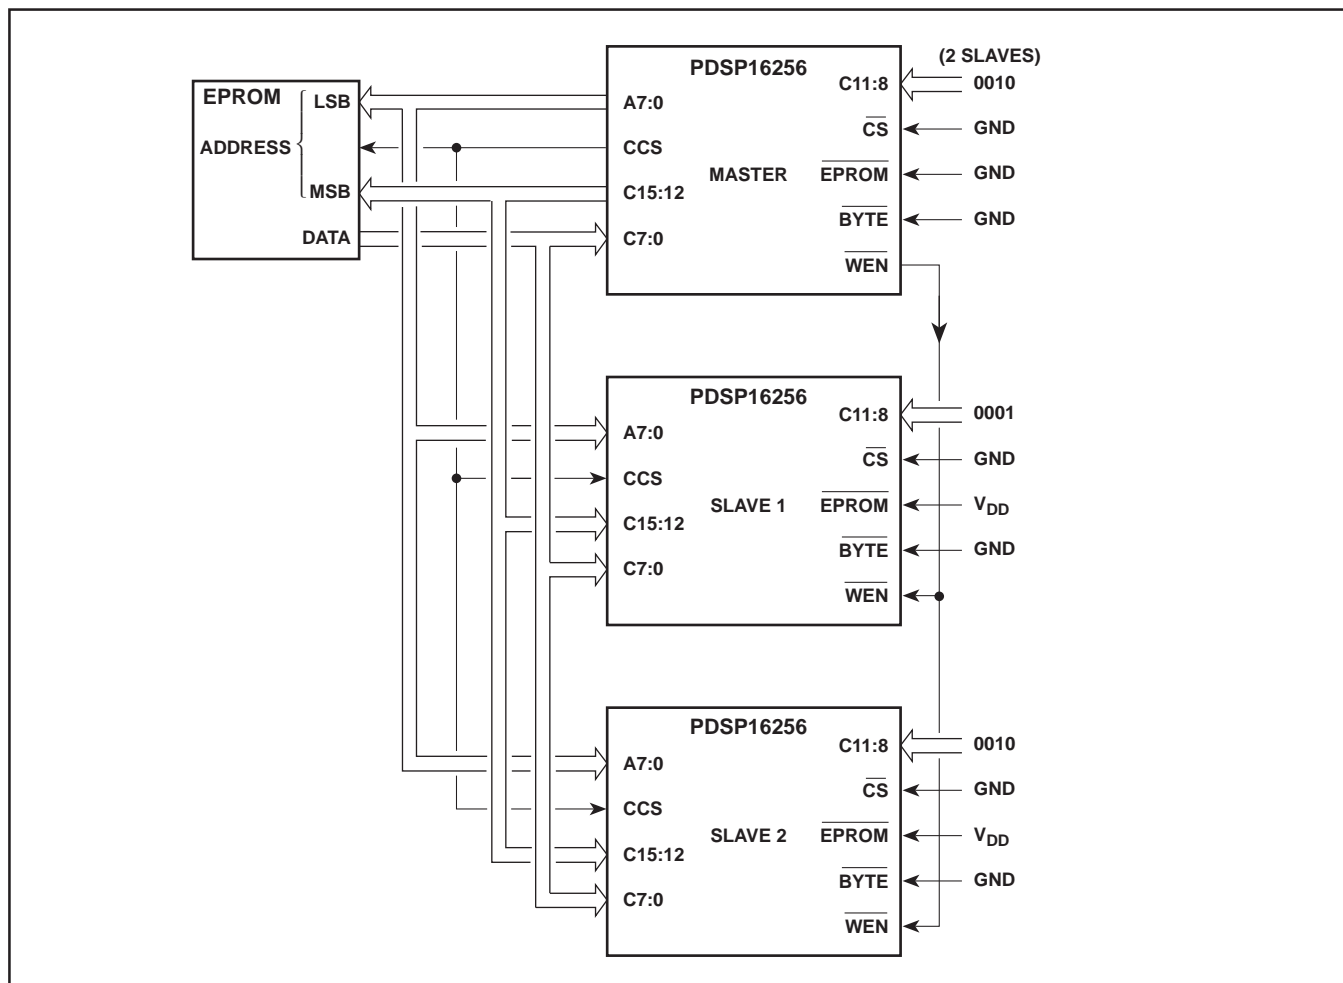 EPROM
LSB
ADDRESS
MSB
DATA
PDSP16256
A7:0
CCS
MASTER
C15:12
C7:0
C11:8
CS
EPROM
BYTE
WEN
(2 SLAVES)
0010
GND
GND
GND
PDSP16256
A7:0
CCS
SLAVE 1
C15:12
C7:0
C11:8
CS
EPROM
BYTE
WEN
0001
GND
VDD
GND
PDSP16256
A7:0
CCS
SLAVE 2
C15:12
C7:0
C11:8
CS
EPROM
BYTE
WEN
0010
GND
VDD
GND